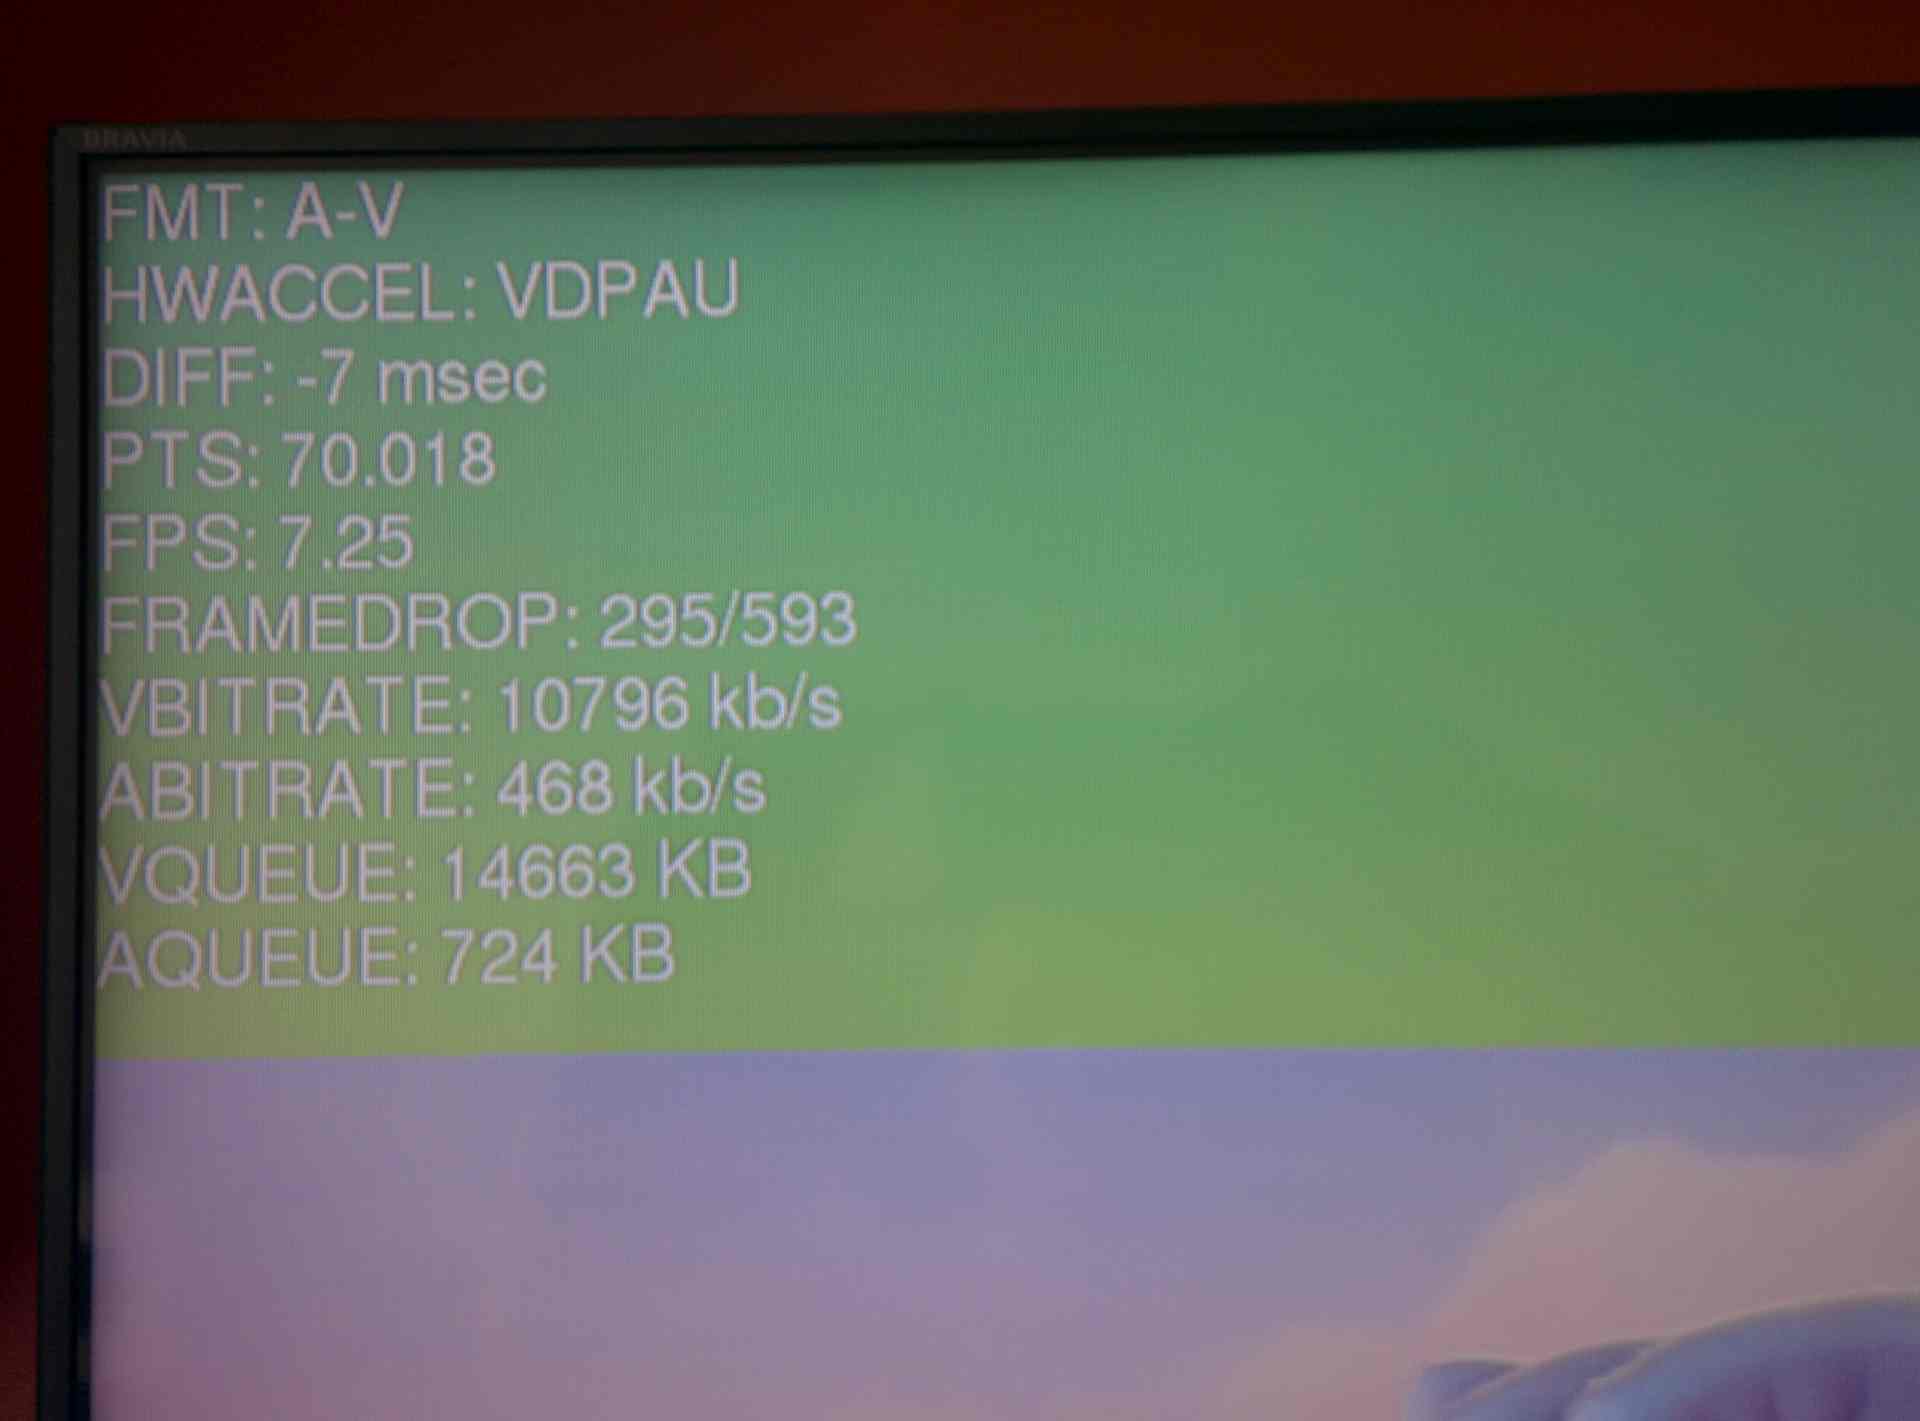 BRAVIA
FMT: A-V
HWACCEL: VDPAU
DIFF: -7 msec
PTS: 70.018
FPS: 7.25
FRAMEDROP: 295/593
VBITRATE: 10796 kb/s
ABITRATE: 468 kb/s
VQUEUE: 14663 KB
AQUEUE: 724 KB